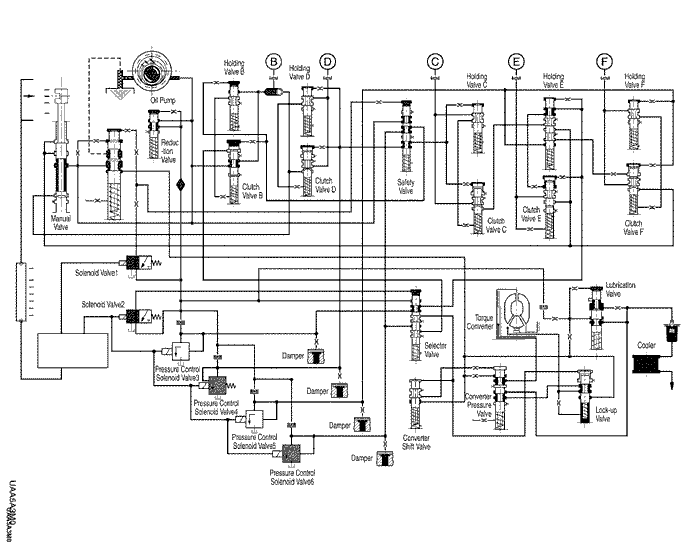 Holding
Valve B
B
Holding
Valve D
D
C
Holding
Valve C
E
Holding
Valve E
F
Holding
Valve F
Oil Pump
Reduc
-tion
Valve
Clutch
Valve B
Clutch
Valve D
Safety
Valve
Clutch
Valve C
Clutch
Valve E
Clutch
Valve F
Manual
Valve
Solenoid Valve1
Solenoid Valve2
Lubrication
Valve
Torque
Converter
Selector
Valve
Cooler
Pressure Control
Solenoid Valve3
Damper
Pressure Control
Solenoid Valve4
Damper
Converter
Pressure
Valve
Lock-up
Valve
Pressure Control
Solenoid Valve5
Damper
Converter
Shift Valve
Pressure Control
Solenoid Valve6
Damper